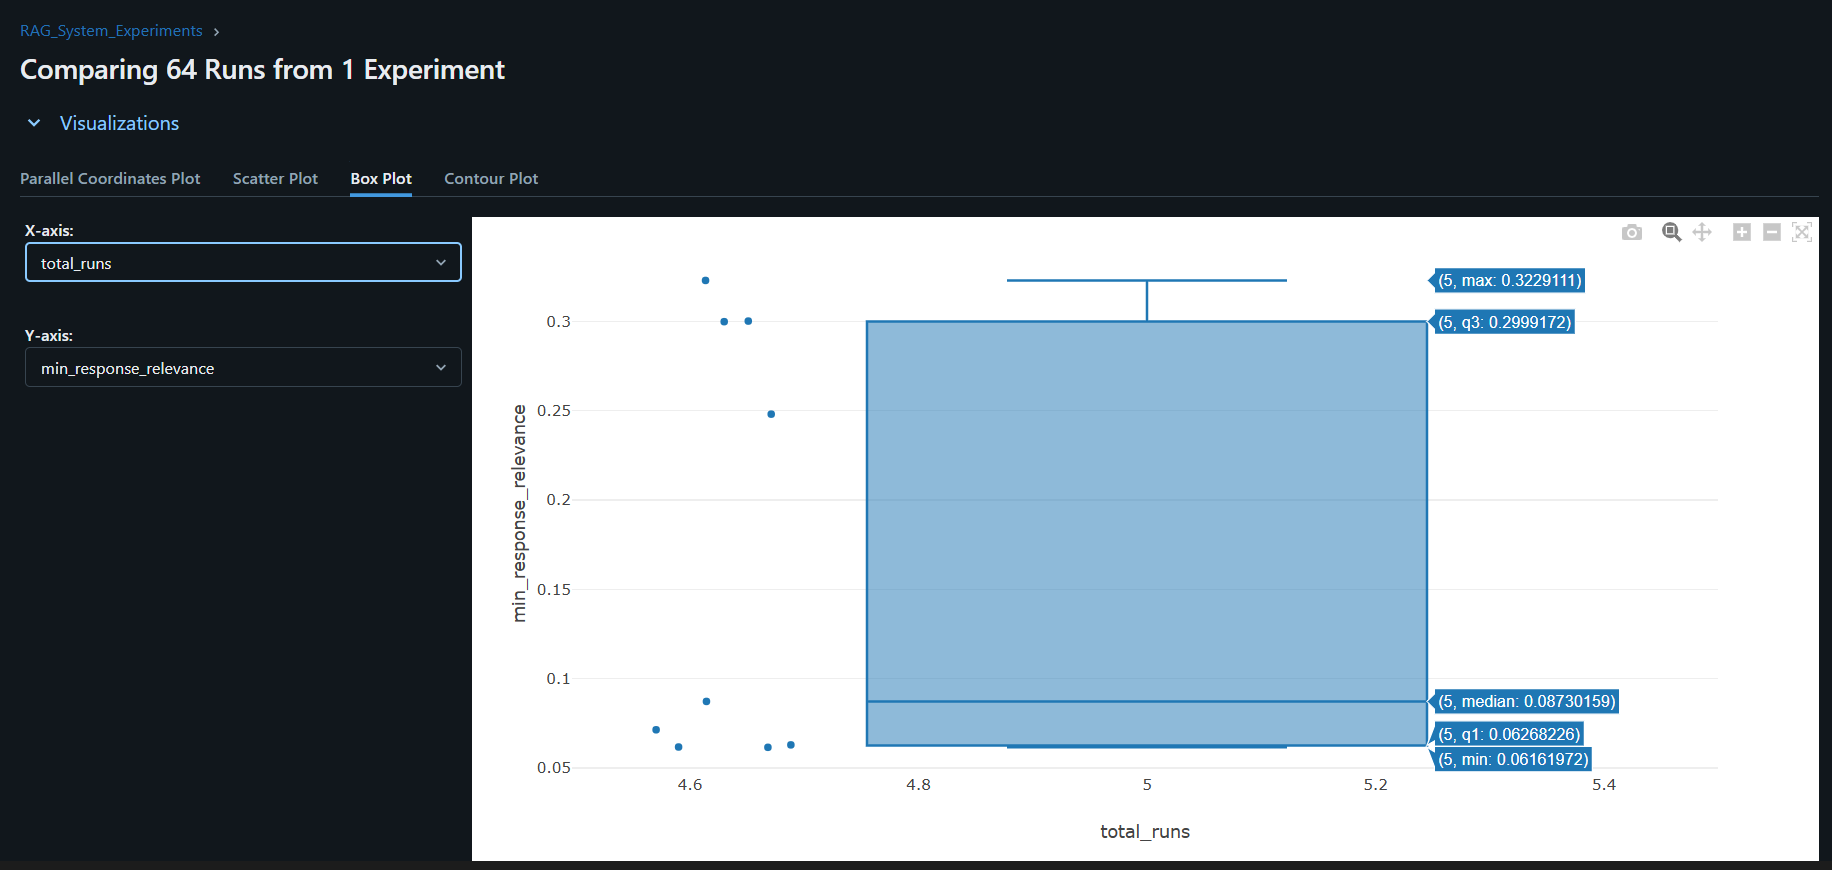 RAG_System_Experiments ›
Comparing 64 Runs from 1 Experiment
Visualizations
Parallel Coordinates Plot Scatter Plot Box Plot Contour Plot
X-axis:
total_runs
Y-axis:
min_response_relevance
min_response_relevance
0.3
0.25
0.2
0.15
0.1
0.05
(5, max: 0.3229111)
(5, q3: 0.2999172)
(5, median: 0.08730159)
(5, q1: 0.06268226)
(5, min: 0.06161972)
4.6 4.8 5 5.2 5.4
total_runs